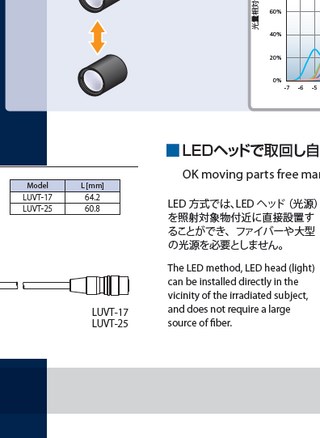 光量相対
60%
40%
20%
0%
-7 -6 -5
■LEDヘッドで取回し自
OK moving parts free mar
Model L [mm]
LUVT-17 64.2
LUVT-25 60.8
LED 方式では、LED ヘッド（光源）
を照射対象物付近に直接設置す
ることができ、ファイバーや大型
の光源を必要としません。
The LED method, LED head (light)
can be installed directly in the
vicinity of the irradiated subject,
and does not require a large
source of fiber.
LUVT-17
LUVT-25